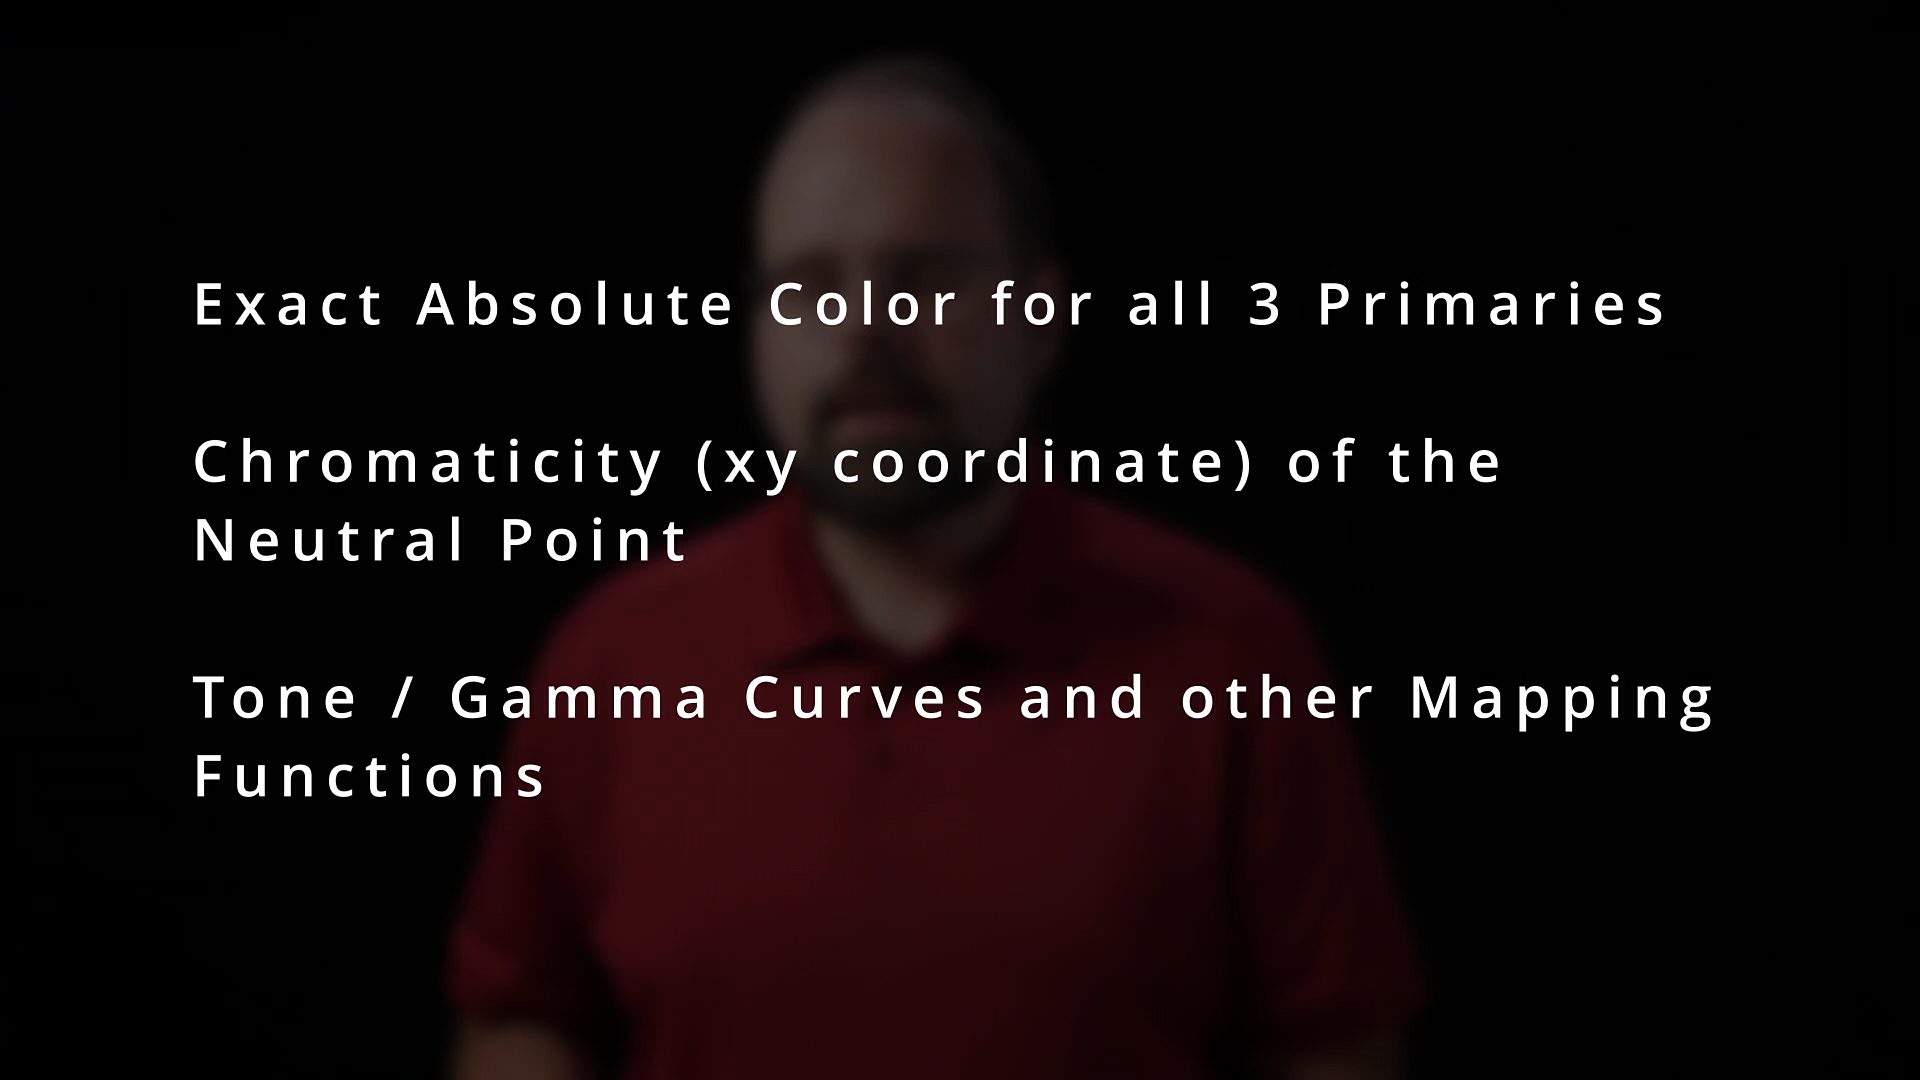 Exact Absolute Color for all 3 Primaries
Chromaticity (xy coordinate) of the
Neutral Point
Tone / Gamma Curves and other Mapping
Functions